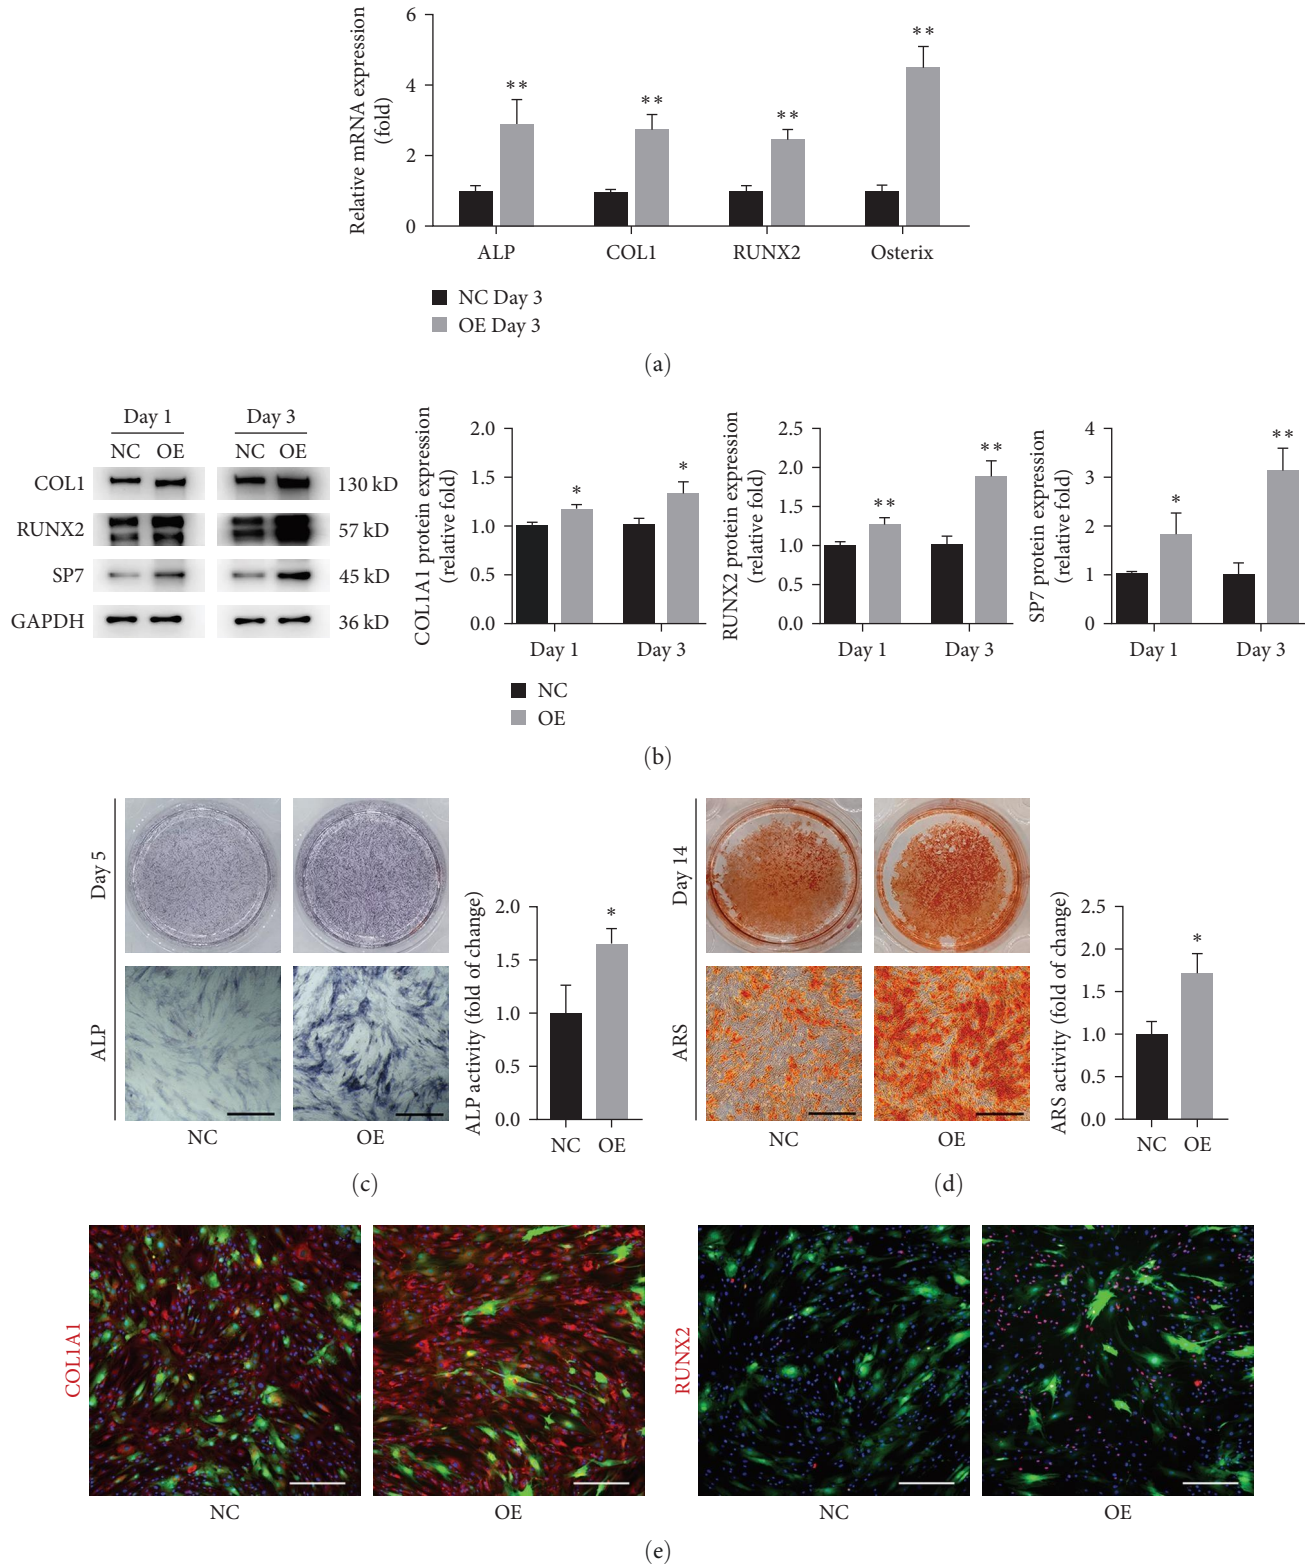 6
4
2
0
Relative mRNA expression
(fold)
** ** ** **
ALP COL1 RUNX2 Osterix
NC Day 3
OE Day 3
(a)
Day 1 Day 3
NC OE NC OE
COL1 130 kD
RUNX2 57 kD
SP7 45 kD
GAPDH 36 kD
COL1A1 protein expression
(relative fold)
2.0
1.5
1.0
0.5
0.0
* *
Day 1 Day 3
RUNX2 protein expression
(relative fold)
2.5
2.0
1.5
1.0
0.5
0.0
** **
Day 1 Day 3
SP7 protein expression
(relative fold)
4
3
2
1
0
* **
Day 1 Day 3
NC
OE
(b)
Day 5
ALP
NC OE
ALP activity (fold of change)
2.0
1.5
1.0
0.5
0.0
*
NC OE
(c)
Day 14
ARS
NC OE
ARS activity (fold of change)
2.5
2.0
1.5
1.0
0.5
0.0
*
NC OE
(d)
COL1A1
NC OE
RUNX2
NC OE
(e)